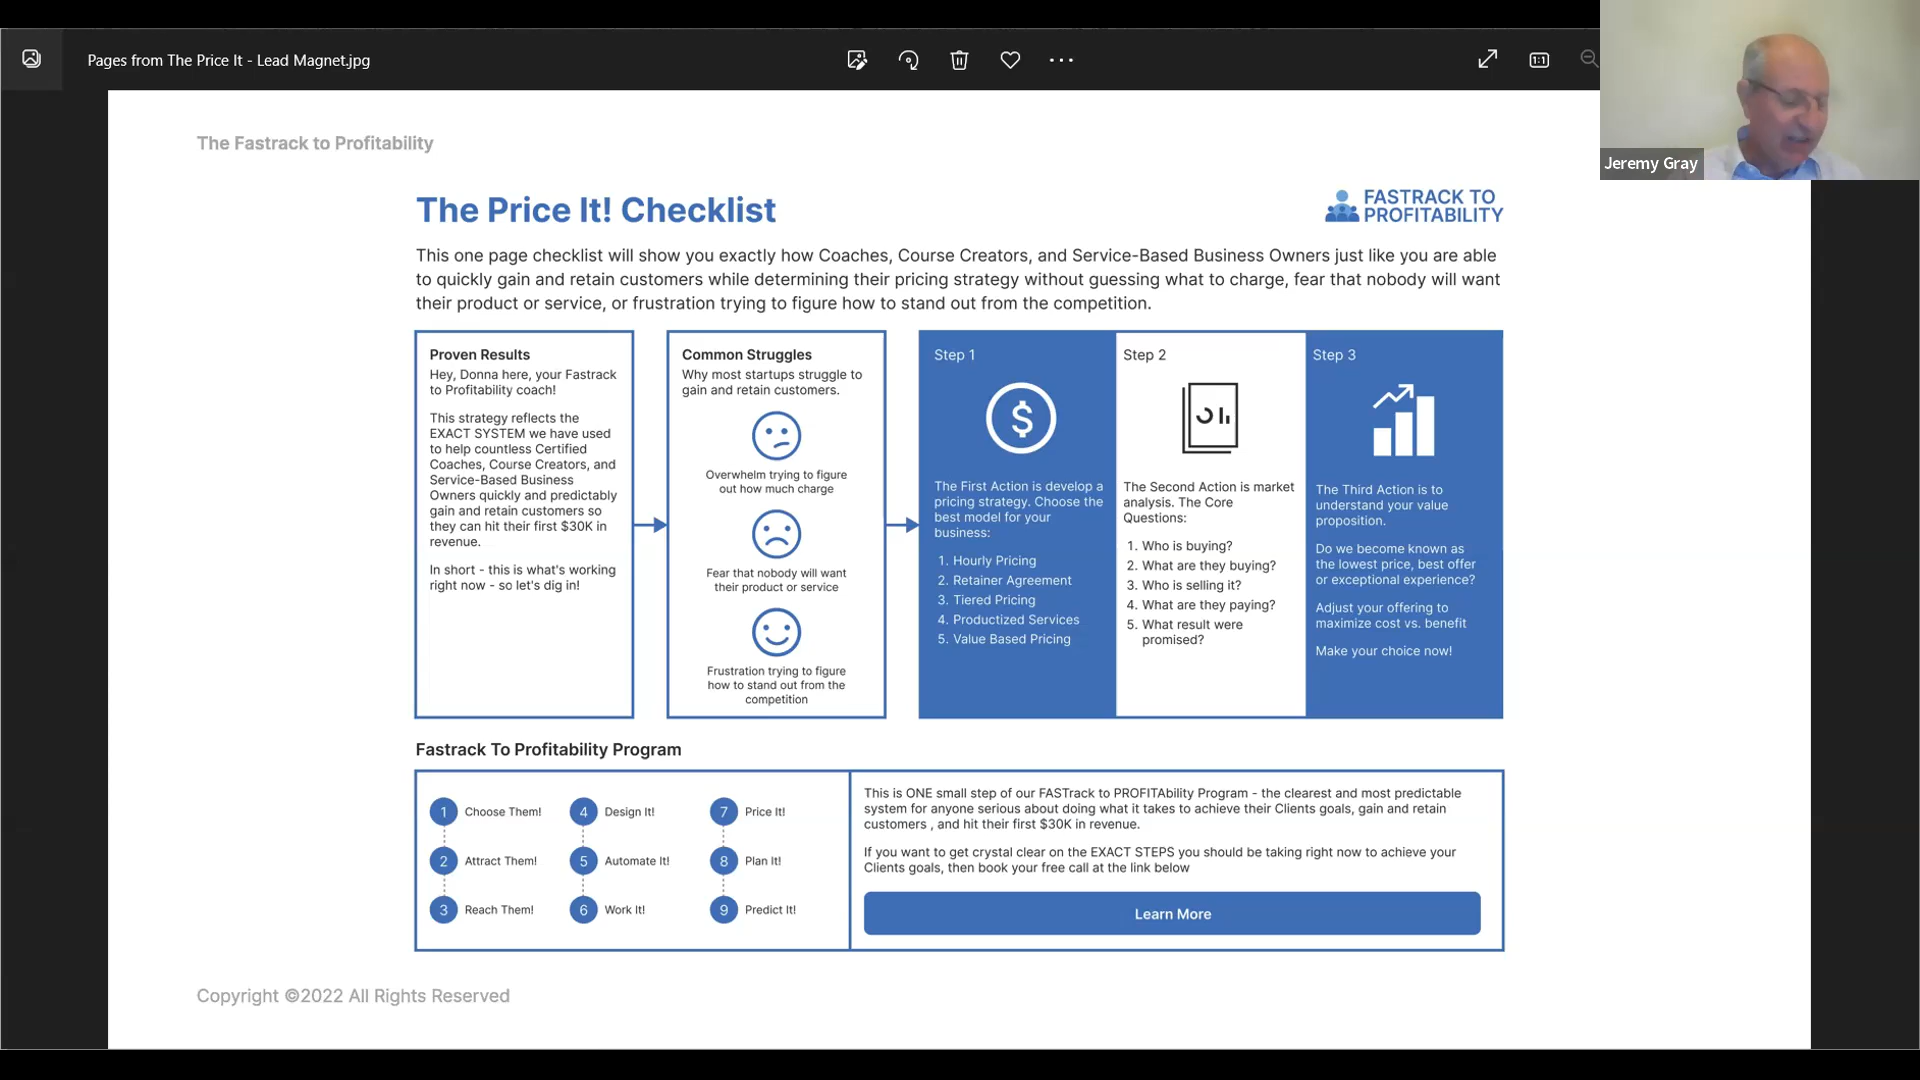 Pages from The Price It - Lead Magnet.jpg
1:1
Jeremy Gray
The Fastrack to Profitability
The Price It! Checklist
FASTRACK TO
PROFITABILITY
This one page checklist will show you exactly how Coaches, Course Creators, and Service-Based Business Owners just like you are able
to quickly gain and retain customers while determining their pricing strategy without guessing what to charge, fear that nobody will want
their product or service, or frustration trying to figure how to stand out from the competition.
Proven Results
Hey, Donna here, your Fastrack
to Profitability coach!
This strategy reflects the
EXACT SYSTEM we have used
to help countless Certified
Coaches, Course Creators, and
Service-Based Business
Owners quickly and predictably
gain and retain customers so
they can hit their first $30K in
revenue.
In short - this is what's working
right now - so let's dig in!
Common Struggles
Why most startups struggle to
gain and retain customers.
Overwhelm trying to figure
out how much charge
Fear that nobody will want
their product or service
Frustration trying to figure
how to stand out from the
competition
Step 1
$
The First Action is develop a
pricing strategy. Choose the
best model for your
business:
1. Hourly Pricing
2. Retainer Agreement
3. Tiered Pricing
4. Productized Services
5. Value Based Pricing
Step 2
The Second Action is market
analysis. The Core
Questions:
1. Who is buying?
2. What are they buying?
3. Who is selling it?
4. What are they paying?
5. What result were
promised?
Step 3
The Third Action is to
understand your value
proposition.
Do we become known as
the lowest price, best offer
or exceptional experience?
Adjust your offering to
maximize cost vs. benefit
Make your choice now!
Fastrack To Profitability Program
1 Choose Them!
2 Attract Them!
3 Reach Them!
4 Design It!
5 Automate It!
6 Work It!
7 Price It!
8 Plan It!
9 Predict It!
This is ONE small step of our FASTrack to PROFITAbility Program - the clearest and most predictable
system for anyone serious about doing what it takes to achieve their Clients goals, gain and retain
customers , and hit their first $30K in revenue.
If you want to get crystal clear on the EXACT STEPS you should be taking right now to achieve your
Clients goals, then book your free call at the link below
Learn More
Copyright ©2022 All Rights Reserved